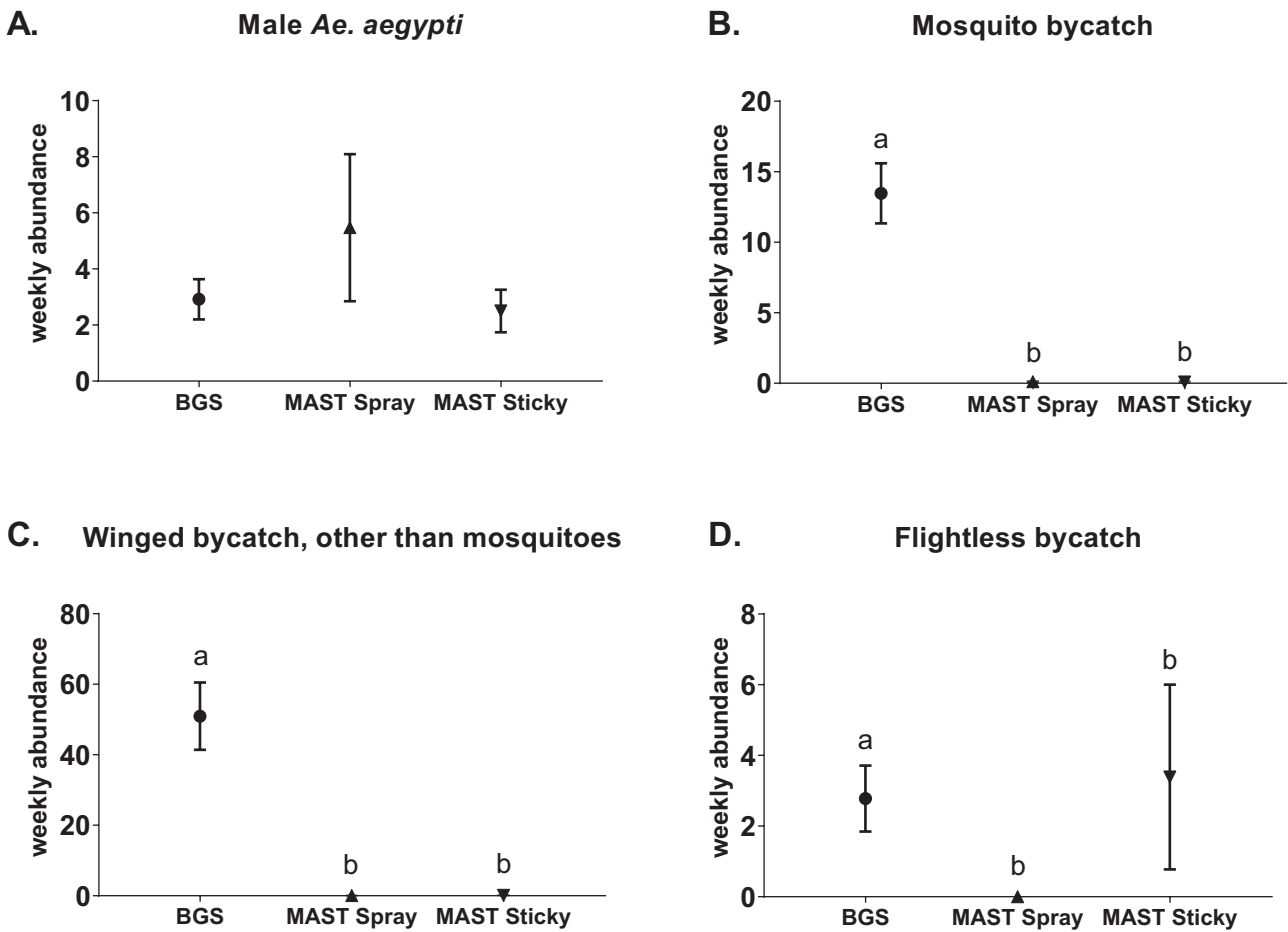 A. Male Ae. aegypti
weekly abundance
10
8
6
4
2
0
BGS MAST Spray MAST Sticky
B. Mosquito bycatch
weekly abundance
20
15
10
5
0
a
b b
BGS MAST Spray MAST Sticky
C. Winged bycatch, other than mosquitoes
weekly abundance
80
60
40
20
0
a
b b
BGS MAST Spray MAST Sticky
D. Flightless bycatch
weekly abundance
8
6
4
2
0
a
b
b
BGS MAST Spray MAST Sticky